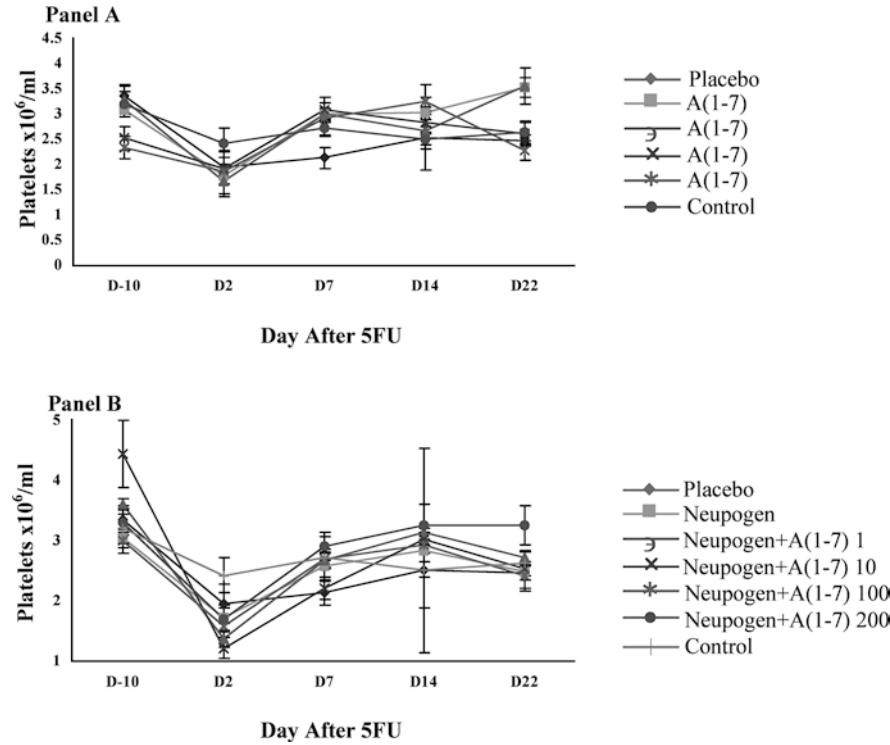 Panel A
Platelets x10⁶/ml
4.5
4
3.5
3
2.5
2
1.5
1
0.5
0
D-10 D2 D7 D14 D22
Day After 5FU
Placebo
A(1-7)
A(1-7)
A(1-7)
A(1-7)
Control
Panel B
Platelets x10⁶/ml
5
4
3
2
1
D-10 D2 D7 D14 D22
Day After 5FU
Placebo
Neupogen
Neupogen+A(1-7) 1
Neupogen+A(1-7) 10
Neupogen+A(1-7) 100
Neupogen+A(1-7) 200
Control